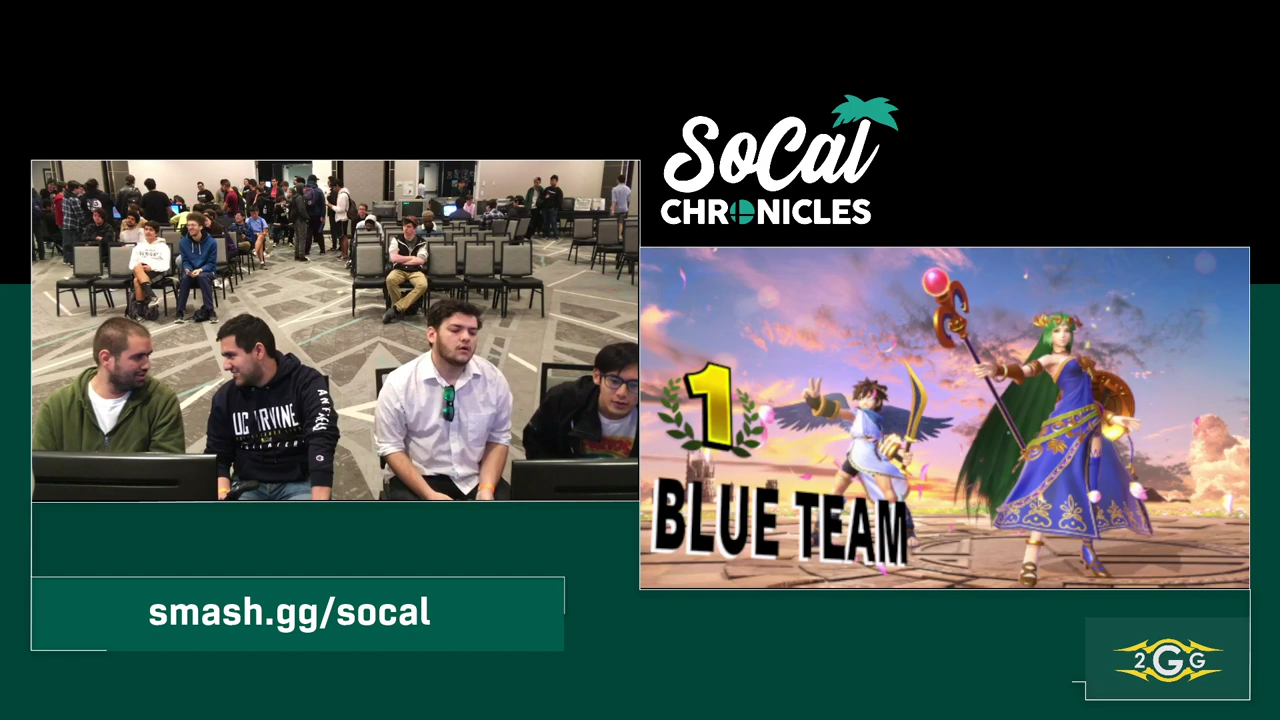 SoCal
CHRONICLES
UC IRVINE
1
BLUE TEAM
smash.gg/socal
2GG